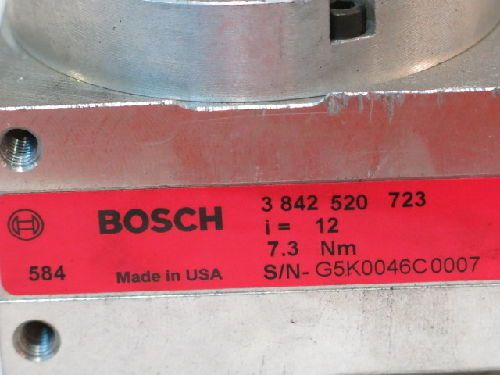 BOSCH 3 842 520 723
i = 12
7.3 Nm
584 Made in USA S/N- G5K0046C0007